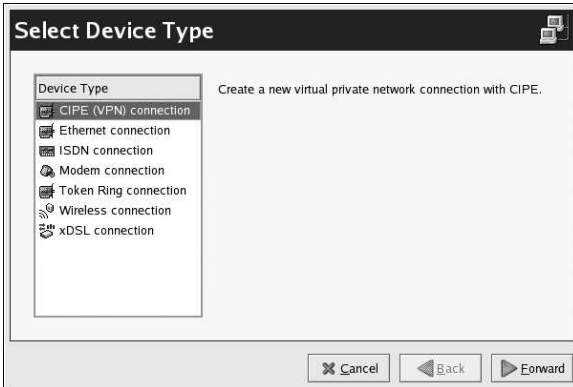 Select Device Type
Device Type
Create a new virtual private network connection with CIPE.
CIPE (VPN) connection
Ethernet connection
ISDN connection
Modem connection
Token Ring connection
Wireless connection
xDSL connection
Cancel
Back
Forward